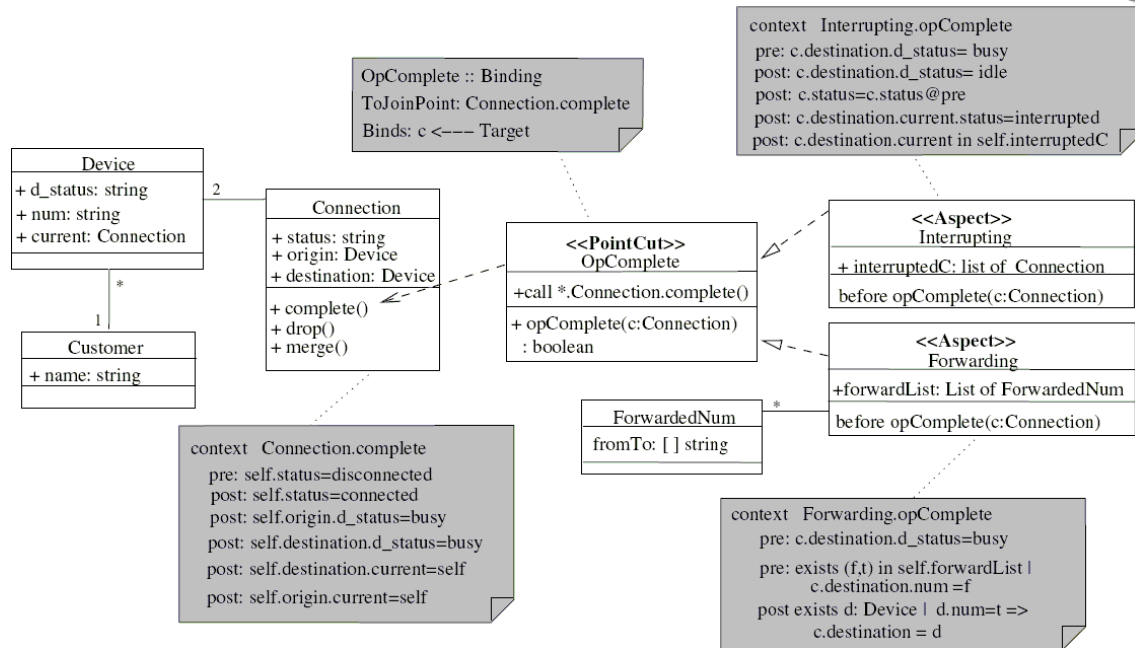 context Interrupting.opComplete
pre: c.destination.d_status= busy
post: c.destination.d_status= idle
post: c.status=c.status@pre
post: c.destination.current.status=interrupted
post: c.destination.current in self.interruptedC
OpComplete :: Binding
ToJoinPoint: Connection.complete
Binds: c <--- Target
Device
+ d_status: string
+ num: string
+ current: Connection
2
*
1
Customer
+ name: string
Connection
+ status: string
+ origin: Device
+ destination: Device
+ complete()
+ drop()
+ merge()
<<PointCut>>
OpComplete
+call *.Connection.complete()
+ opComplete(c:Connection)
: boolean
<<Aspect>>
Interrupting
+ interruptedC: list of Connection
before opComplete(c:Connection)
<<Aspect>>
Forwarding
+forwardList: List of ForwardedNum
before opComplete(c:Connection)
ForwardedNum
fromTo: [ ] string
*
context Connection.complete
pre: self.status=disconnected
post: self.status=connected
post: self.origin.d_status=busy
post: self.destination.d_status=busy
post: self.destination.current=self
post: self.origin.current=self
context Forwarding.opComplete
pre: c.destination.d_status=busy
pre: exists (f,t) in self.forwardList |
c.destination.num =f
post exists d: Device | d.num=t =>
c.destination = d